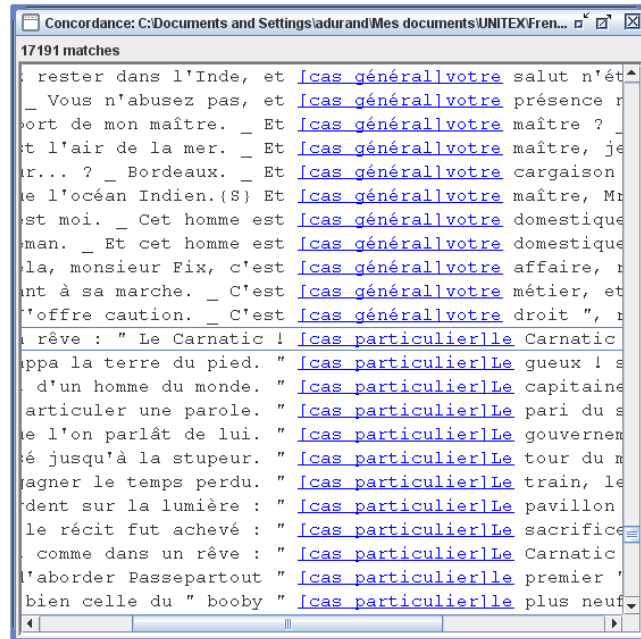 Concordance: C:\Documents and Settings\adurand\Mes documents\UNITEX\Fren...
17191 matches
rester dans l'Inde, et [cas général]votre salut n'ét
_ Vous n'abusez pas, et [cas général]votre présence
ort de mon maître. _ Et [cas général]votre maître ? _
t l'air de la mer. _ Et [cas général]votre maître, je
r... ? _ Bordeaux. _ Et [cas général]votre cargaison
e l'océan Indien.{S} Et [cas général]votre maître, Mr
st moi. _ Cet homme est [cas général]votre domestique
man. _ Et cet homme est [cas général]votre domestique
la, monsieur Fix, c'est [cas général]votre affaire,
nt à sa marche. _ C'est [cas général]votre métier, et
'offre caution. _ C'est [cas général]votre droit ",
rêve : " Le Carnatic ! [cas particulier]le Carnatic
ppa la terre du pied. " [cas particulier]Le gueux ! s
d'un homme du monde. " [cas particulier]Le capitaine
articuler une parole. " [cas particulier]Le pari du s
e l'on parlât de lui. " [cas particulier]Le gouvernem
é jusqu'à la stupeur. " [cas particulier]Le tour du m
agner le temps perdu. " [cas particulier]Le train, le
dent sur la lumière : " [cas particulier]Le pavillon
le récit fut achevé : " [cas particulier]Le sacrifice
comme dans un rêve : " [cas particulier]Le Carnatic
'aborder Passepartout " [cas particulier]Le premier '
bien celle du " booby " [cas particulier]Le plus neuf